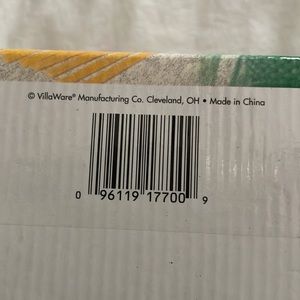 © VillaWare® Manufacturing Co. Cleveland, OH • Made in China
0 96119 17700 9